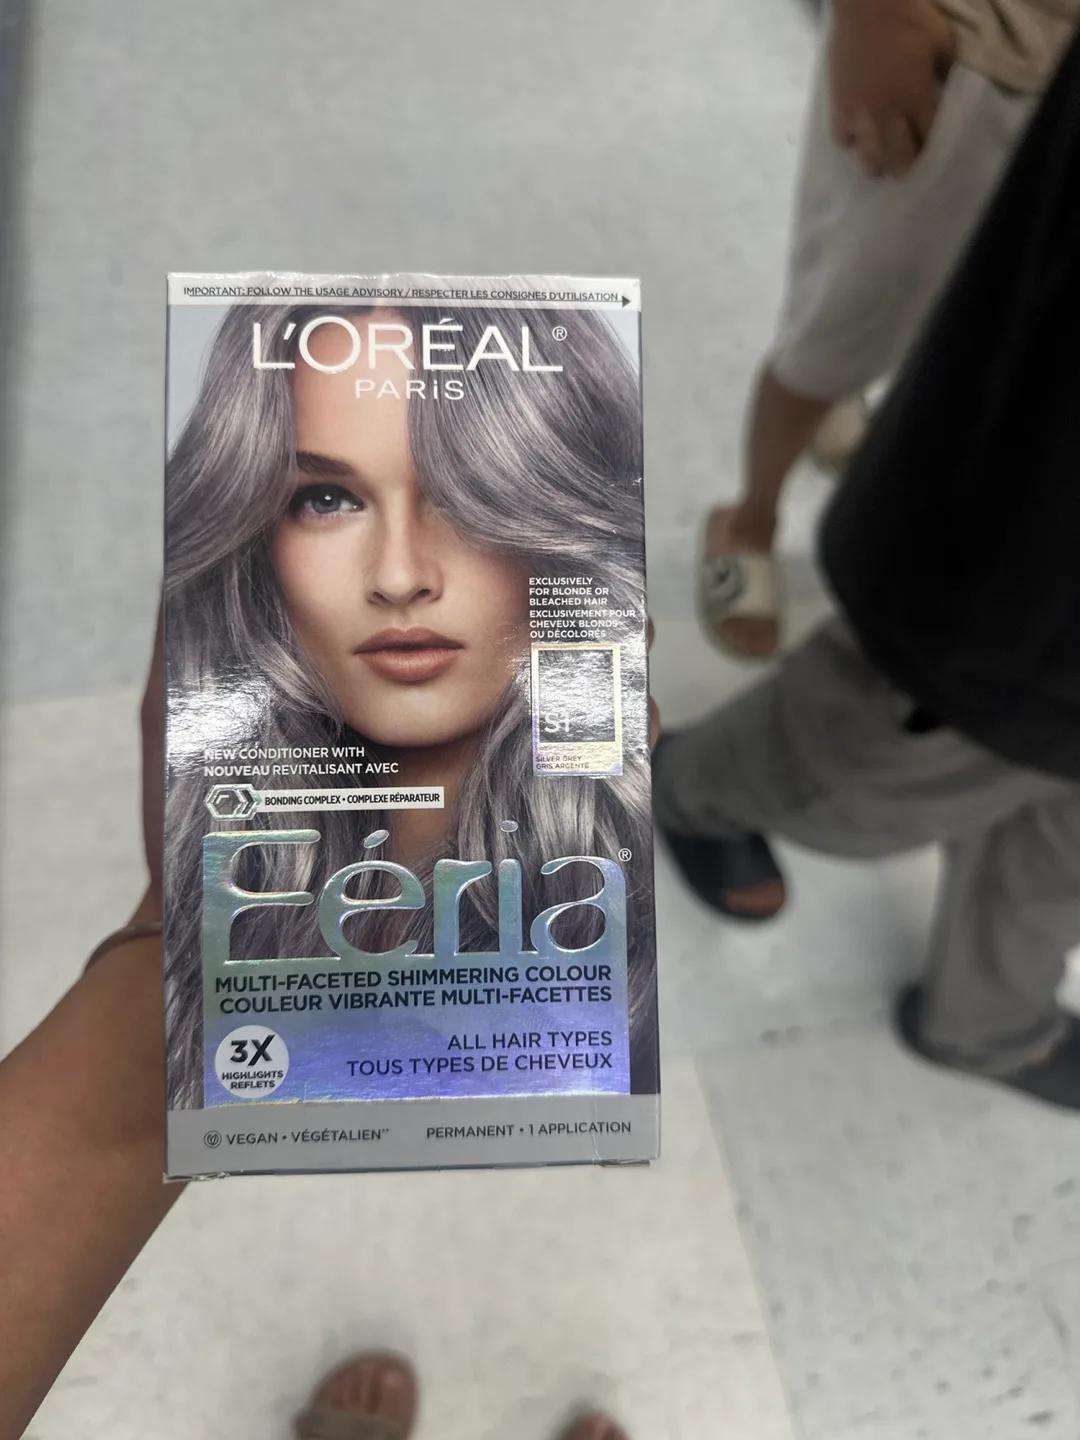 IMPORTANT: FOLLOW THE USAGE ADVISORY / RESPECTER LES CONSIGNES D'UTILISATION
L'ORÉAL®
PARiS
EXCLUSIVELY
FOR BLONDE OR
BLEACHED HAIR
EXCLUSIVEMENT POUR
CHEVEUX BLONDS
OU DÉCOLORÉS
S1
SILVER GREY
GRIS ARGENTÉ
NEW CONDITIONER WITH
NOUVEAU REVITALISANT AVEC
BONDING COMPLEX • COMPLEXE RÉPARATEUR
Féria®
MULTI-FACETED SHIMMERING COLOUR
COULEUR VIBRANTE MULTI-FACETTES
3X
HIGHLIGHTS
REFLETS
ALL HAIR TYPES
TOUS TYPES DE CHEVEUX
VEGAN • VÉGÉTALIEN**
PERMANENT • 1 APPLICATION